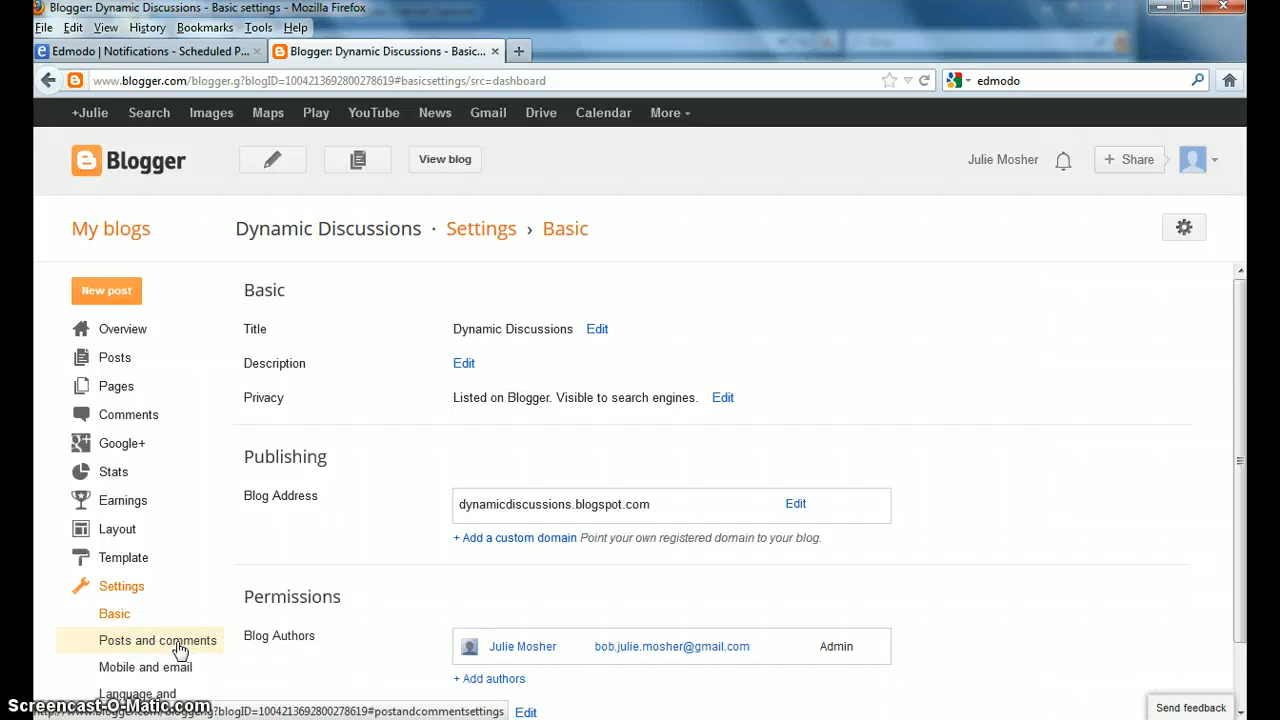 Blogger: Dynamic Discussions - Basic settings - Mozilla Firefox
File Edit View History Bookmarks Tools Help
Edmodo | Notifications - Scheduled P... × Blogger: Dynamic Discussions - Basic... × +
www.blogger.com/blogger.g?blogID=1004213692800278619#basicsettings/src=dashboard edmodo
+Julie Search Images Maps Play YouTube News Gmail Drive Calendar More
Blogger View blog Julie Mosher + Share
My blogs Dynamic Discussions · Settings › Basic
New post
Basic
Overview
Title Dynamic Discussions Edit
Posts
Description Edit
Pages
Privacy Listed on Blogger. Visible to search engines. Edit
Comments
Google+
Publishing
Stats
Blog Address dynamicdiscussions.blogspot.com Edit
Earnings
Layout
+ Add a custom domain Point your own registered domain to your blog.
Template
Settings
Permissions
Basic
Blog Authors Julie Mosher bob.julie.mosher@gmail.com Admin
Posts and comments
Mobile and email
+ Add authors
Language and
Screencast-O-Matic.com
blogID=1004213692800278619#postandcommentsettings Edit
Send feedback